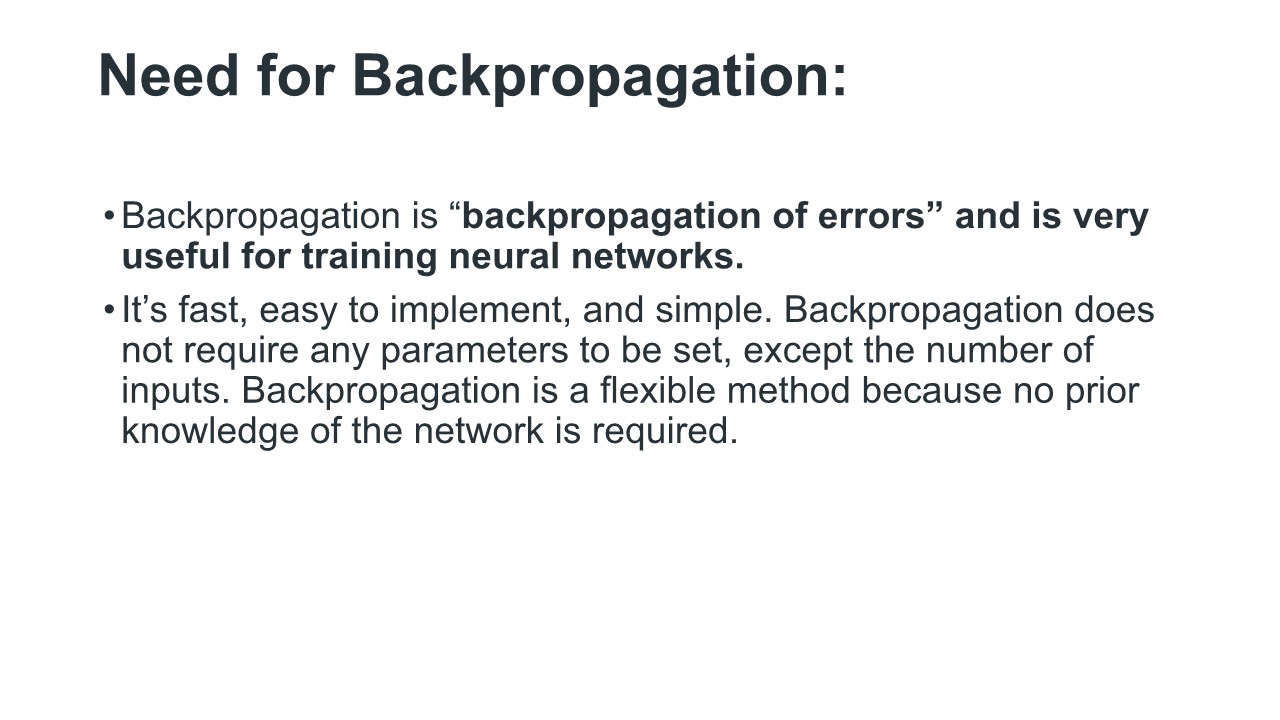 Need for Backpropagation:
•Backpropagation is “backpropagation of errors” and is very
useful for training neural networks.
•It’s fast, easy to implement, and simple. Backpropagation does
not require any parameters to be set, except the number of
inputs. Backpropagation is a flexible method because no prior
knowledge of the network is required.